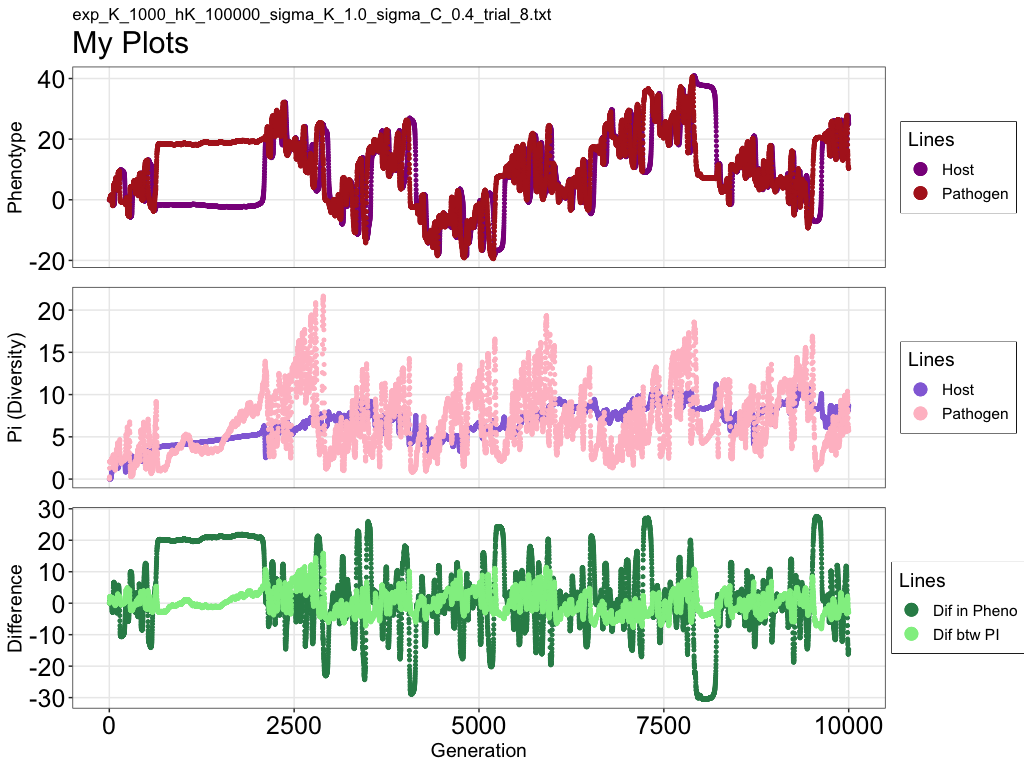 exp_K_1000_hK_100000_sigma_K_1.0_sigma_C_0.4_trial_8.txt
My Plots
Phenotype
40
20
0
-20
Lines
Host
Pathogen
Pi (Diversity)
20
15
10
5
0
Lines
Host
Pathogen
Difference
30
20
10
0
-10
-20
-30
Lines
Dif in Pheno
Dif btw PI
0 2500 5000 7500 10000
Generation